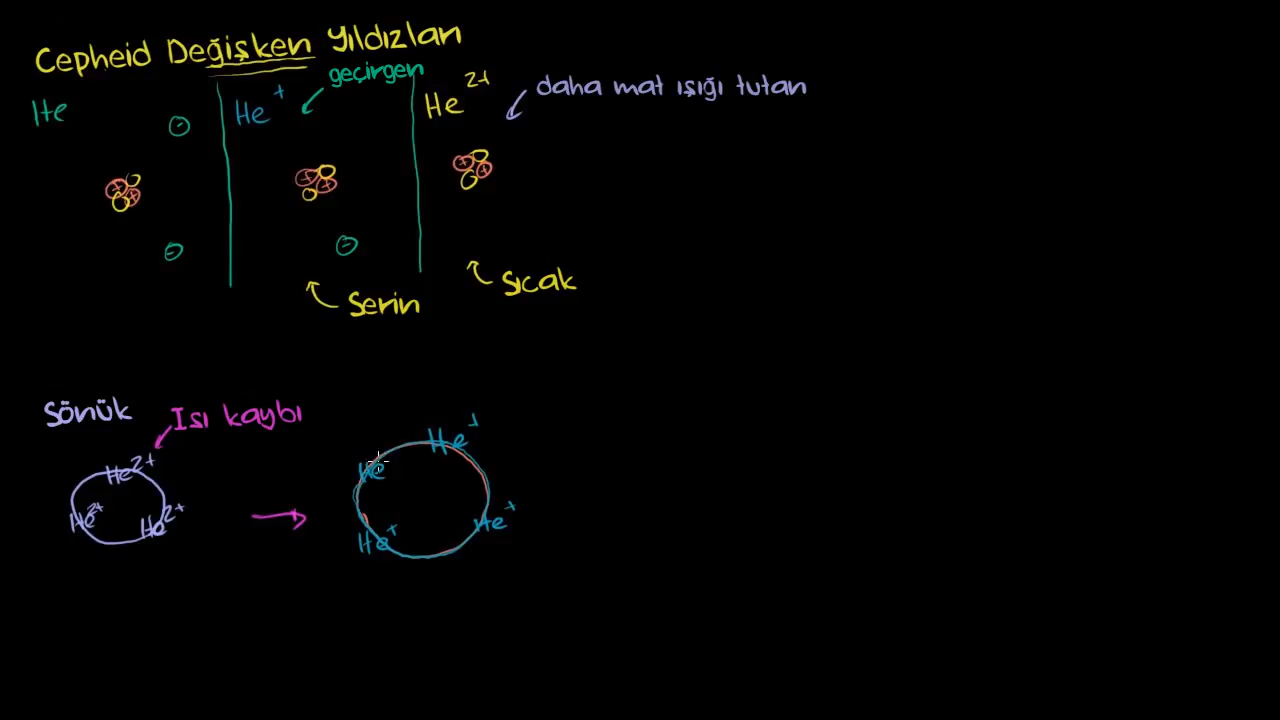 Cepheid Değişken Yıldızları
geçirgen
He
He+
He2+
daha mat ışığı tutan
Serin
Sıcak
Sönük
Isı kaybı
He2+
He2+
He2+
He+
He
He+
He+